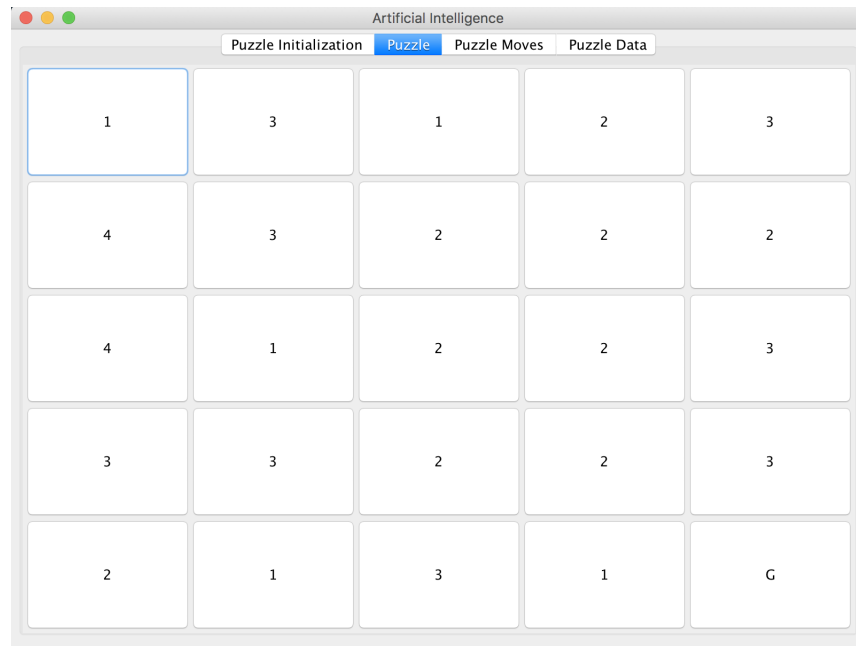 Artificial Intelligence
Puzzle Initialization Puzzle Puzzle Moves Puzzle Data
1 3 1 2 3
4 3 2 2 2
4 1 2 2 3
3 3 2 2 3
2 1 3 1 G